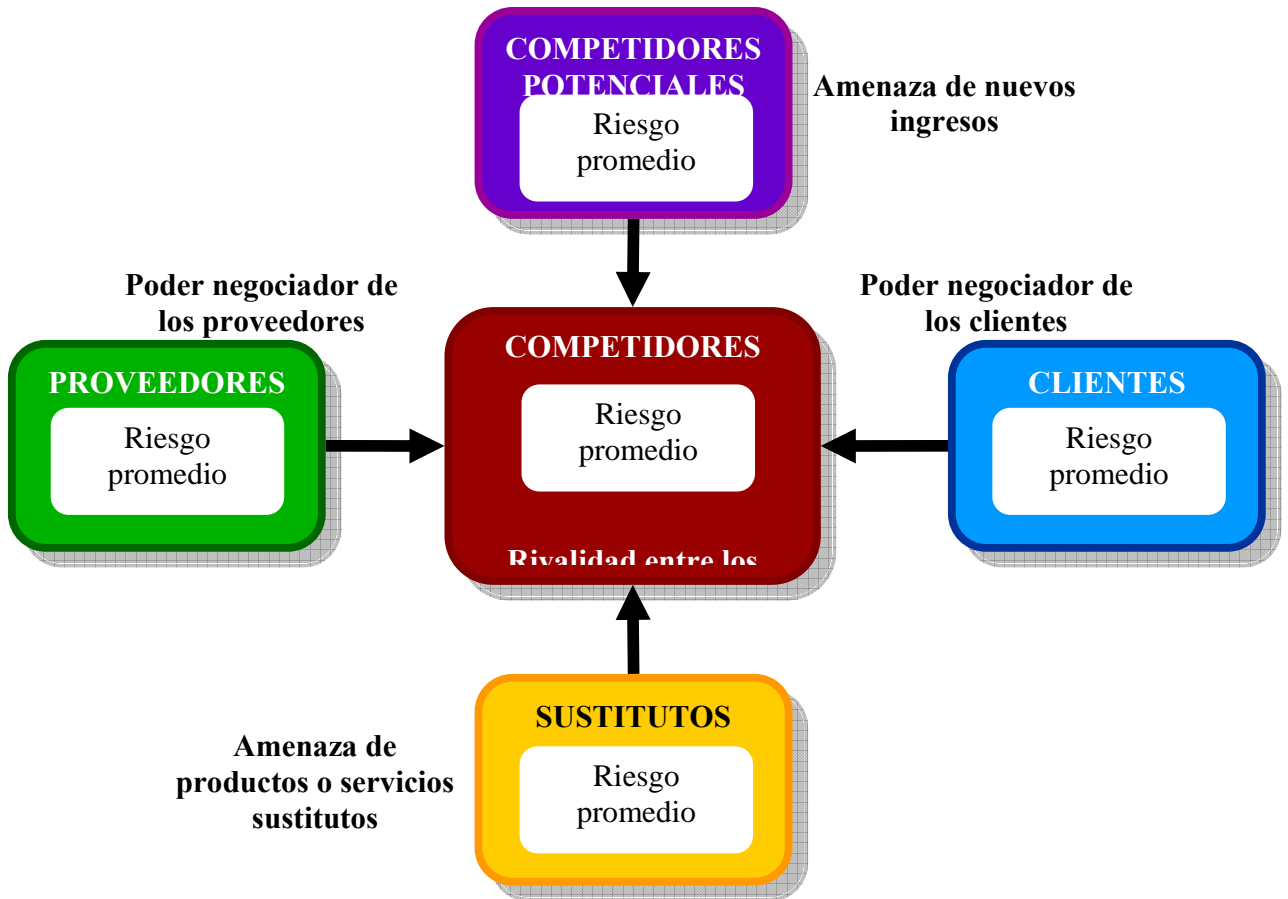 COMPETIDORES
POTENCIALES
Riesgo
promedio
Amenaza de nuevos
ingresos
Poder negociador de
los proveedores
Poder negociador de
los clientes
PROVEEDORES
Riesgo
promedio
COMPETIDORES
Riesgo
promedio
Rivalidad entre los
CLIENTES
Riesgo
promedio
SUSTITUTOS
Riesgo
promedio
Amenaza de
productos o servicios
sustitutos